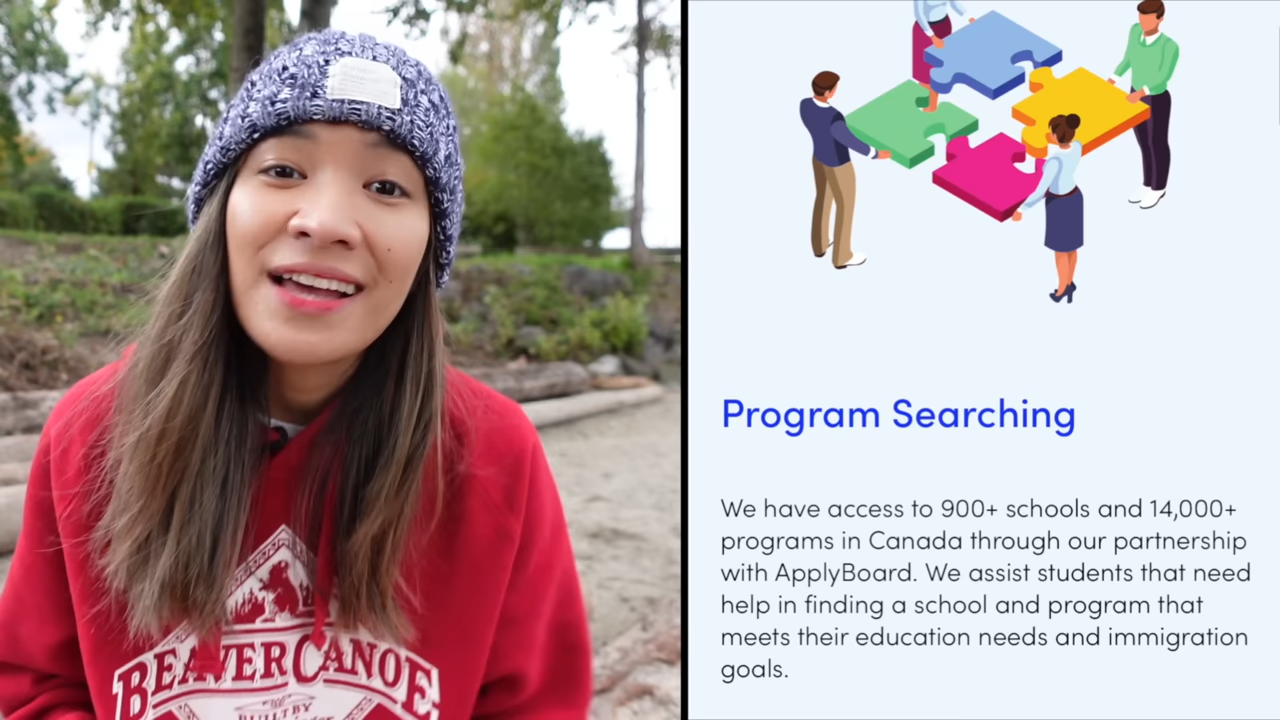 BEAVER CANOE
BUILT BY
Program Searching
We have access to 900+ schools and 14,000+
programs in Canada through our partnership
with ApplyBoard. We assist students that need
help in finding a school and program that
meets their education needs and immigration
goals.